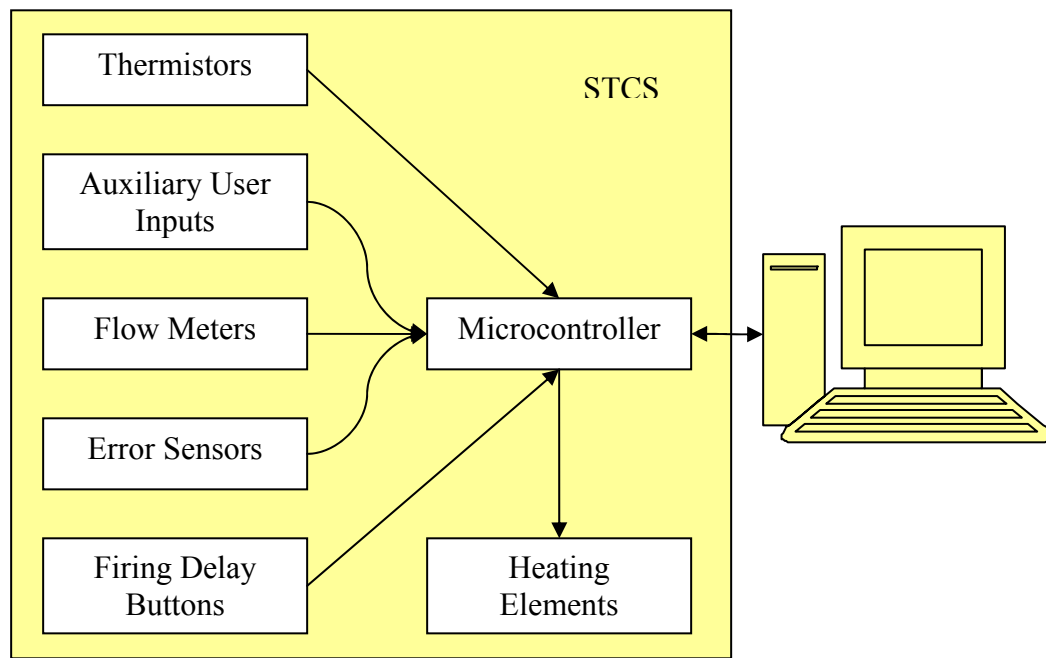 Thermistors
STCS
Auxiliary User
Inputs
Flow Meters
Microcontroller
Error Sensors
Firing Delay
Buttons
Heating
Elements